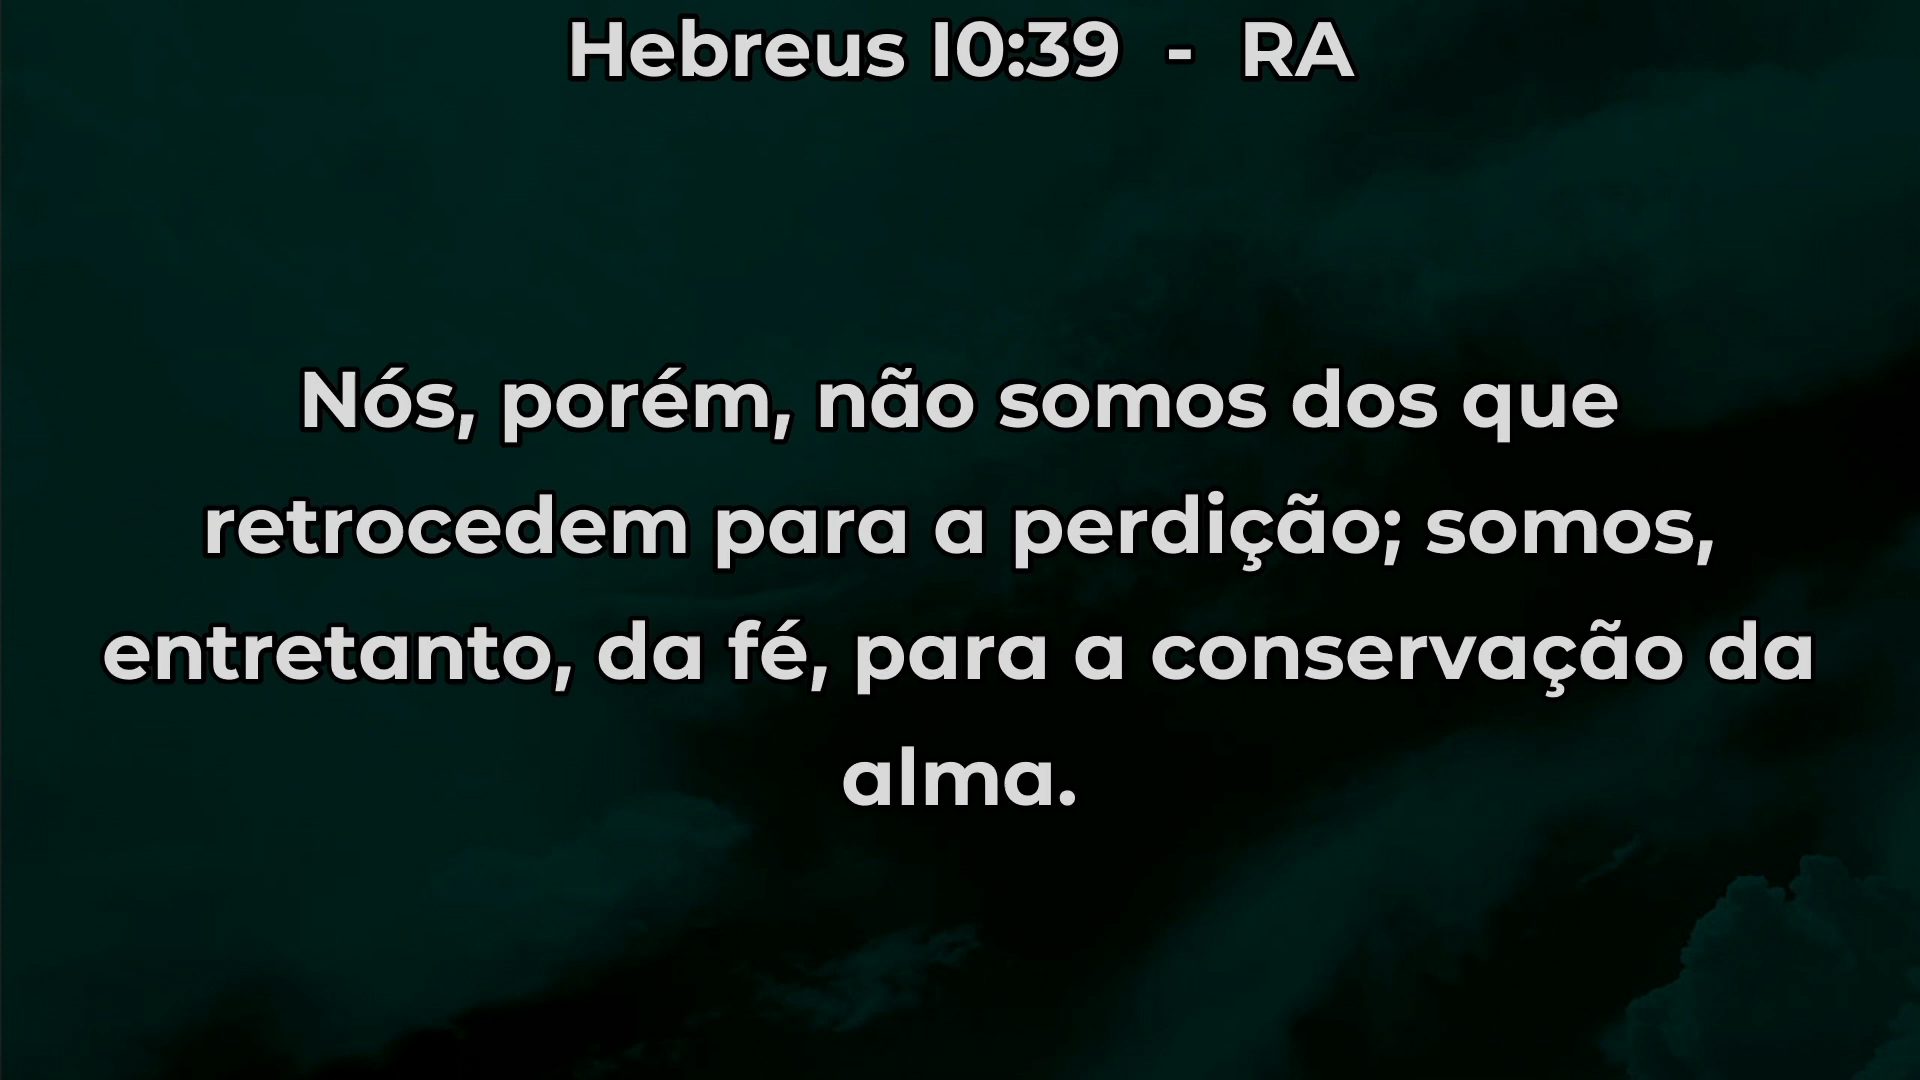 Hebreus 10:39 - RA
Nós, porém, não somos dos que
retrocedem para a perdição; somos,
entretanto, da fé, para a conservação da
alma.